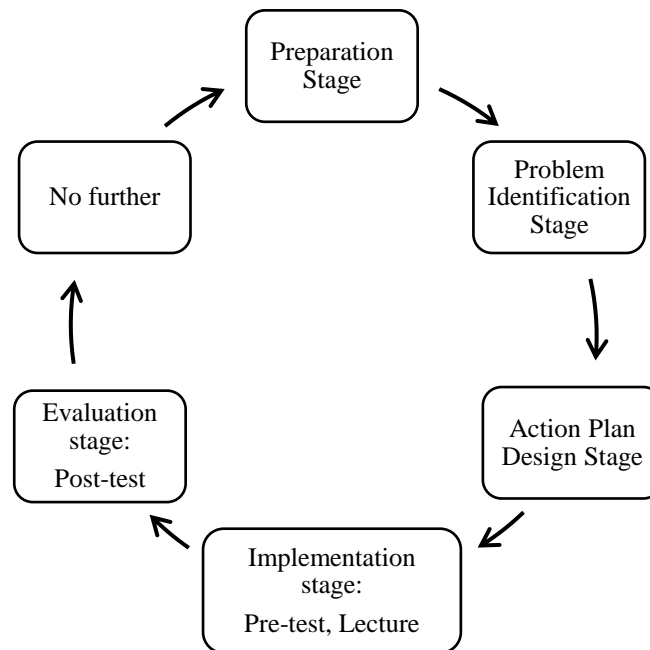 Preparation
Stage
Problem
Identification
Stage
Action Plan
Design Stage
Implementation
stage:
Pre-test, Lecture
Evaluation
stage:
Post-test
No further